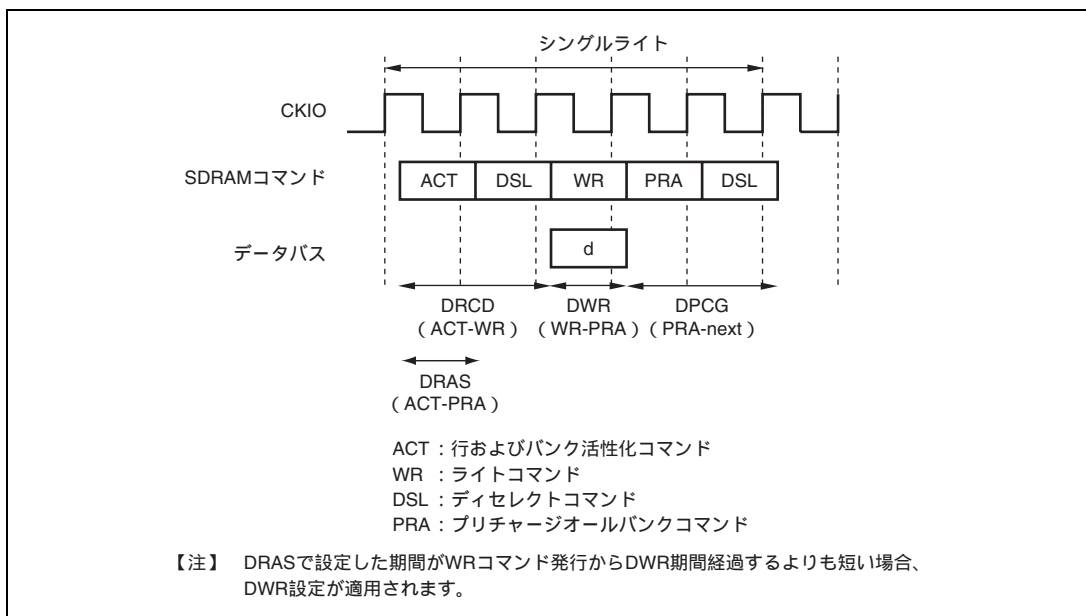 シングルライト
CKIO
SDRAMコマンド
ACT DSL WR PRA DSL
データバス
d
DRCD DWR DPCG
（ACT-WR） （WR-PRA） （PRA-next）
DRAS
（ACT-PRA）
ACT : 行およびバンク活性化コマンド
WR : ライトコマンド
DSL : ディセレクトコマンド
PRA : プリチャージオールバンクコマンド
【注】 DRASで設定した期間がWRコマンド発行からDWR期間経過するよりも短い場合、
DWR設定が適用されます。